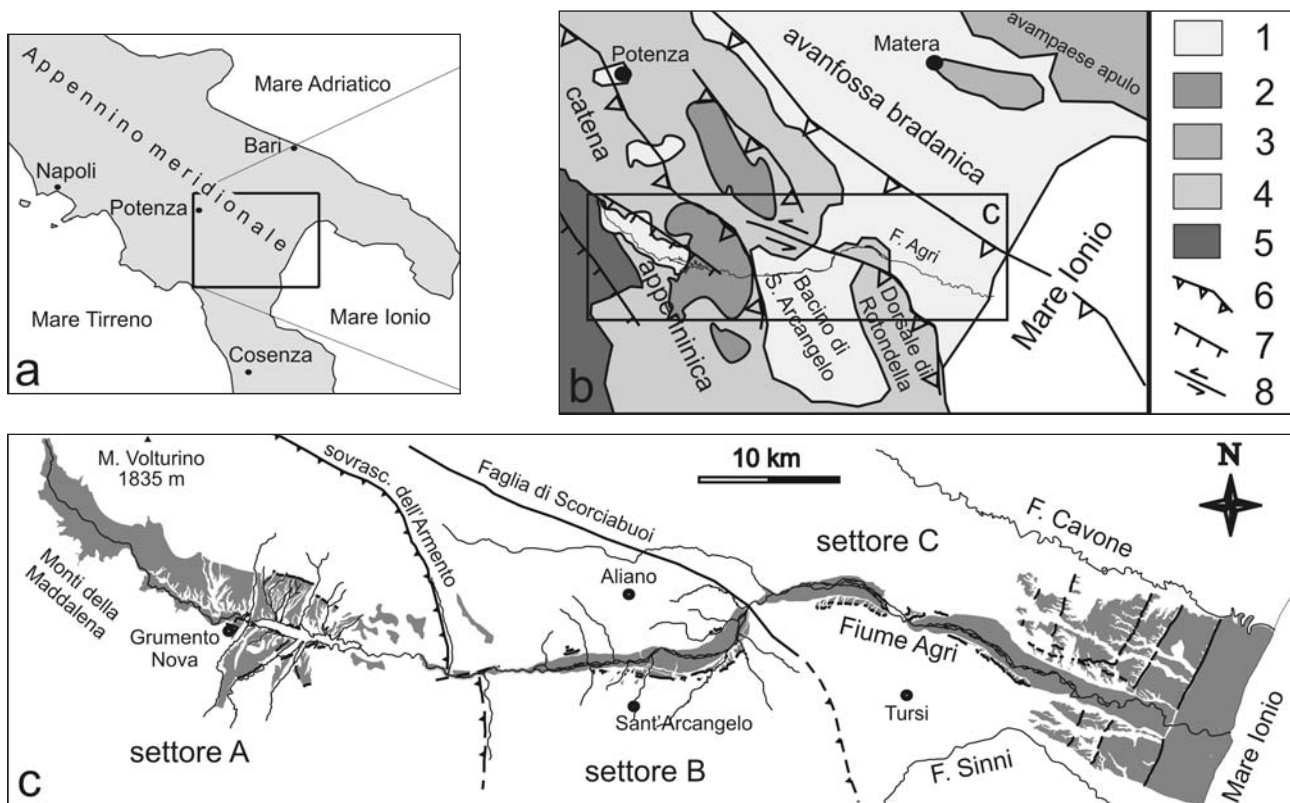 Appennino meridionale
Mare Adriatico
Bari
Napoli
Potenza
Mare Tirreno
Mare Ionio
Cosenza
a
Potenza
catena
appenninica
avanfossa bradanica
Matera
avampaese apulo
c
F. Agri
Bacino di
S. Arcangelo
Dorsale di
Rotondella
Mare Ionio
b
1
2
3
4
5
6
7
8
M. Volturino
1835 m
sovrasc. dell'Armento
Faglia di Scorciabuoi
10 km
N
F. Cavone
settore C
Monti della
Maddalena
Aliano
Grumento
Nova
Fiume Agri
Sant'Arcangelo
Tursi
settore A
settore B
F. Sinni
Mare Ionio
c